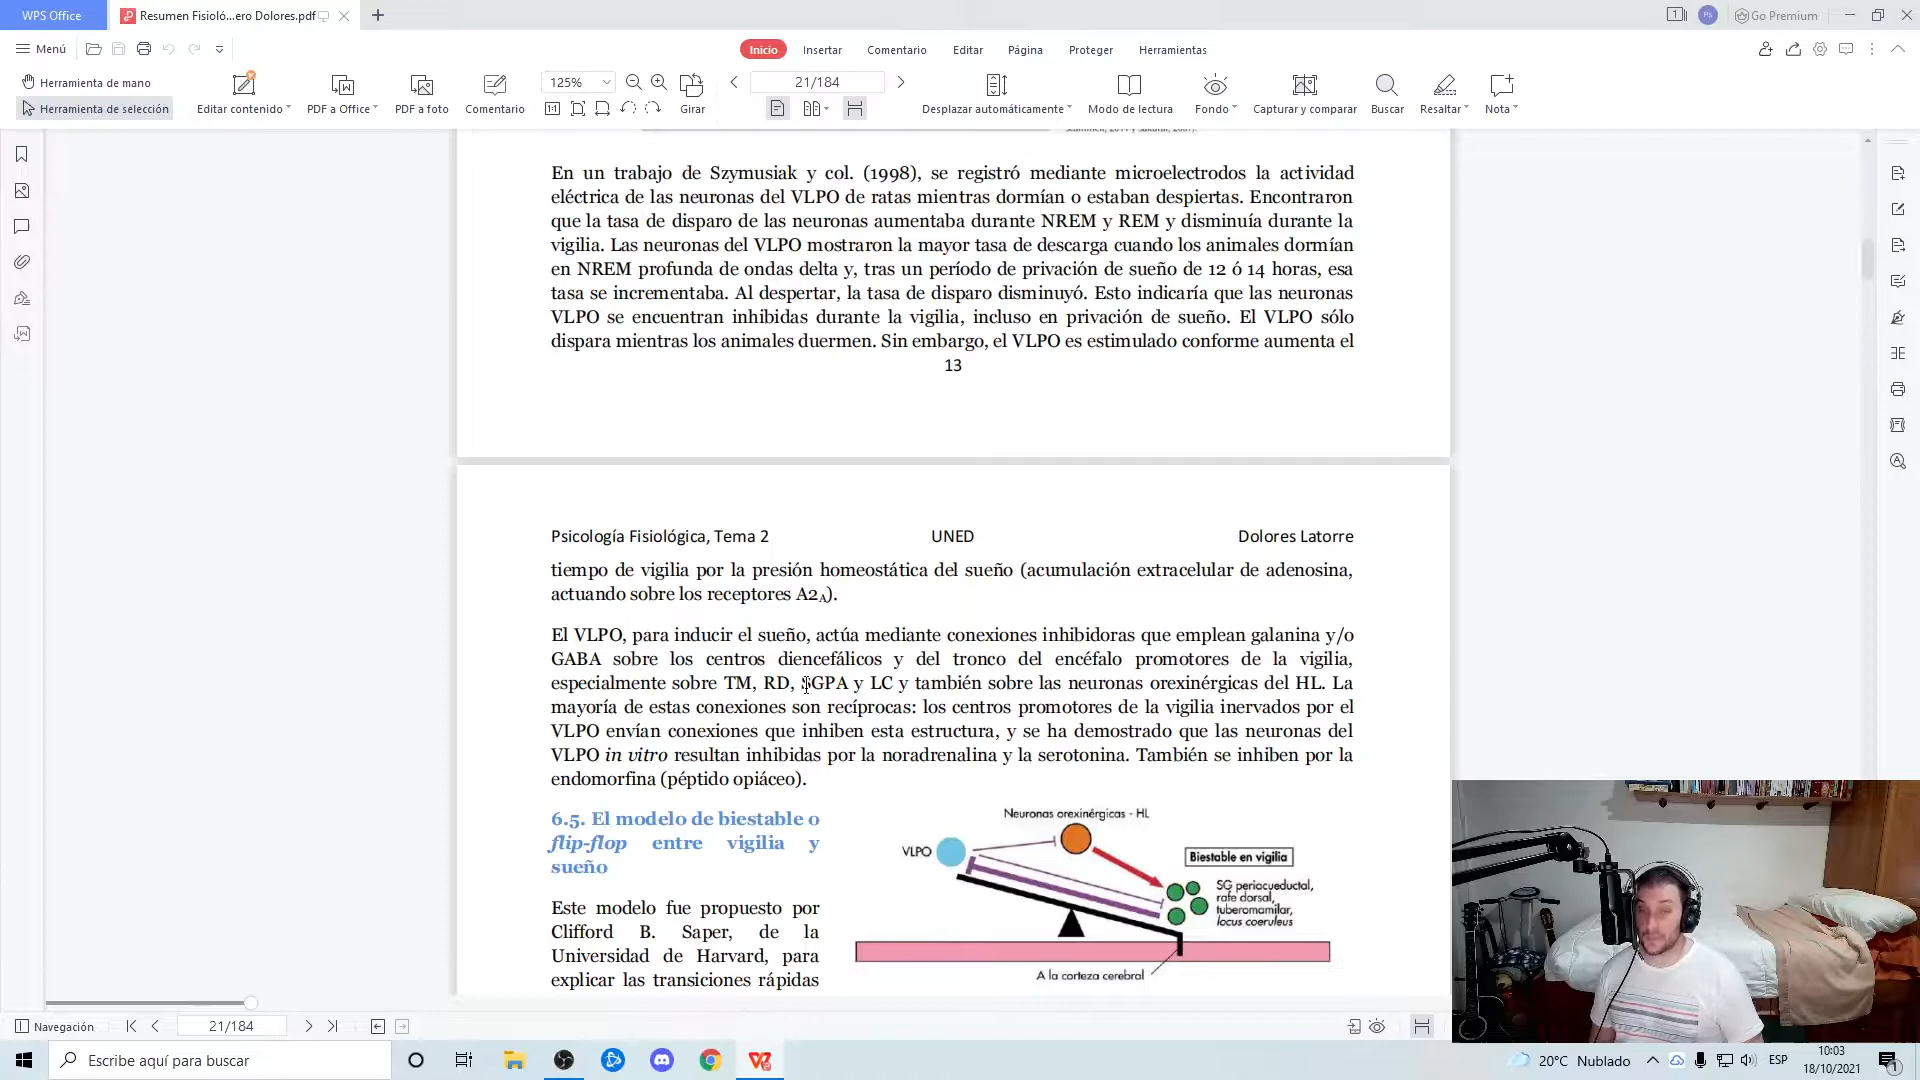 WPS Office
Resumen Fisioló...ero Dolores.pdf
1
Ps
Go Premium
Menú
Inicio
Insertar
Comentario
Editar
Página
Proteger
Herramientas
Herramienta de mano
Herramienta de selección
Editar contenido
PDF a Office
PDF a foto
Comentario
125%
Girar
21/184
Desplazar automáticamente
Modo de lectura
Fondo
Capturar y comparar
Buscar
Resaltar
Nota
En un trabajo de Szymusiak y col. (1998), se registró mediante microelectrodos la actividad
eléctrica de las neuronas del VLPO de ratas mientras dormían o estaban despiertas. Encontraron
que la tasa de disparo de las neuronas aumentaba durante NREM y REM y disminuía durante la
vigilia. Las neuronas del VLPO mostraron la mayor tasa de descarga cuando los animales dormían
en NREM profunda de ondas delta y, tras un período de privación de sueño de 12 ó 14 horas, esa
tasa se incrementaba. Al despertar, la tasa de disparo disminuyó. Esto indicaría que las neuronas
VLPO se encuentran inhibidas durante la vigilia, incluso en privación de sueño. El VLPO sólo
dispara mientras los animales duermen. Sin embargo, el VLPO es estimulado conforme aumenta el
13
Psicología Fisiológica, Tema 2 UNED Dolores Latorre
tiempo de vigilia por la presión homeostática del sueño (acumulación extracelular de adenosina,
actuando sobre los receptores A2A).
El VLPO, para inducir el sueño, actúa mediante conexiones inhibidoras que emplean galanina y/o
GABA sobre los centros diencefálicos y del tronco del encéfalo promotores de la vigilia,
especialmente sobre TM, RD, SGPA y LC y también sobre las neuronas orexinérgicas del HL. La
mayoría de estas conexiones son recíprocas: los centros promotores de la vigilia inervados por el
VLPO envían conexiones que inhiben esta estructura, y se ha demostrado que las neuronas del
VLPO in vitro resultan inhibidas por la noradrenalina y la serotonina. También se inhiben por la
endomorfina (péptido opiáceo).
6.5. El modelo de biestable o
flip-flop entre vigilia y
sueño
Este modelo fue propuesto por
Clifford B. Saper, de la
Universidad de Harvard, para
explicar las transiciones rápidas
Neuronas orexinérgicas - HL
VLPO
Biestable en vigilia
SG periacueductal,
rafe dorsal,
tuberomamilar,
locus coeruleus
A la corteza cerebral
Navegación
21/184
Escribe aquí para buscar
20°C Nublado
ESP
10:03
18/10/2021
1